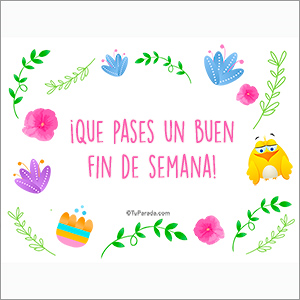 ¡QUE PASES UN BUEN
FIN DE SEMANA!
©TuParada.com